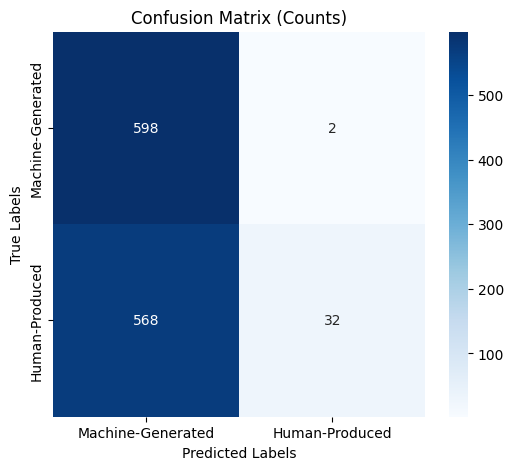 Confusion Matrix (Counts)
True Labels
Machine-Generated
598
2
Human-Produced
568
32
Machine-Generated
Human-Produced
Predicted Labels
500
400
300
200
100